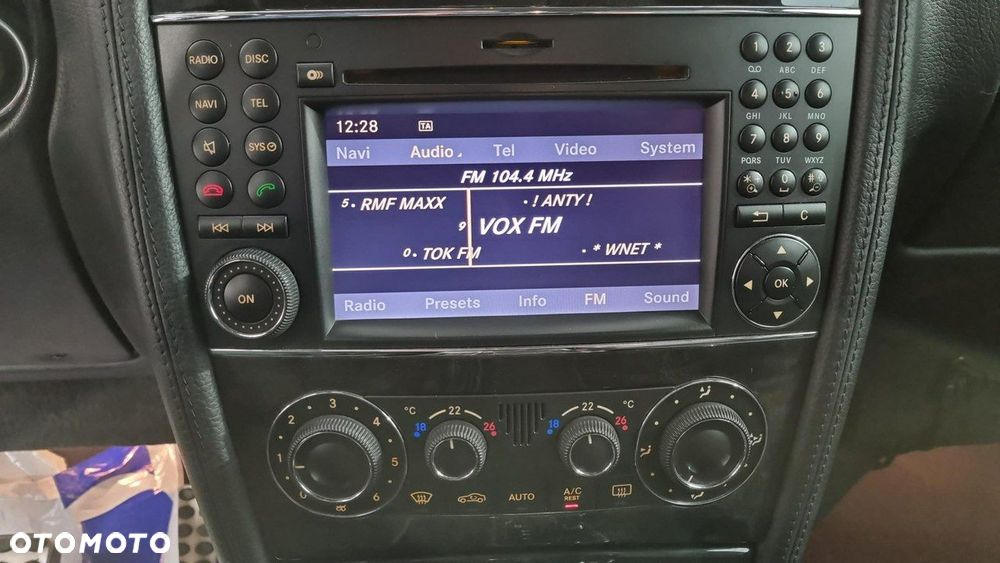 RADIO DISC
NAVI TEL
SYS
ON
12:28 TA
Navi Audio Tel Video System
FM 104.4 MHz
5 • RMF MAXX • ! ANTY !
9 VOX FM
0 • TOK FM • * WNET *
Radio Presets Info FM Sound
1 2 3
ABC DEF
4 5 6
GHI JKL MNO
7 8 9
PQRS TUV WXYZ
* 0 #
C
OK
0 1 2 3 4 5 6
°C 22 18 26
22 °C 18 26
AUTO A/C
REST
OTOMOTO